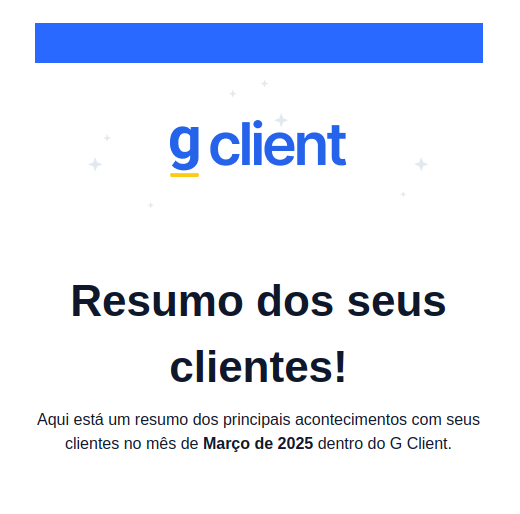 g client
Resumo dos seus
clientes!
Aqui está um resumo dos principais acontecimentos com seus
clientes no mês de Março de 2025 dentro do G Client.